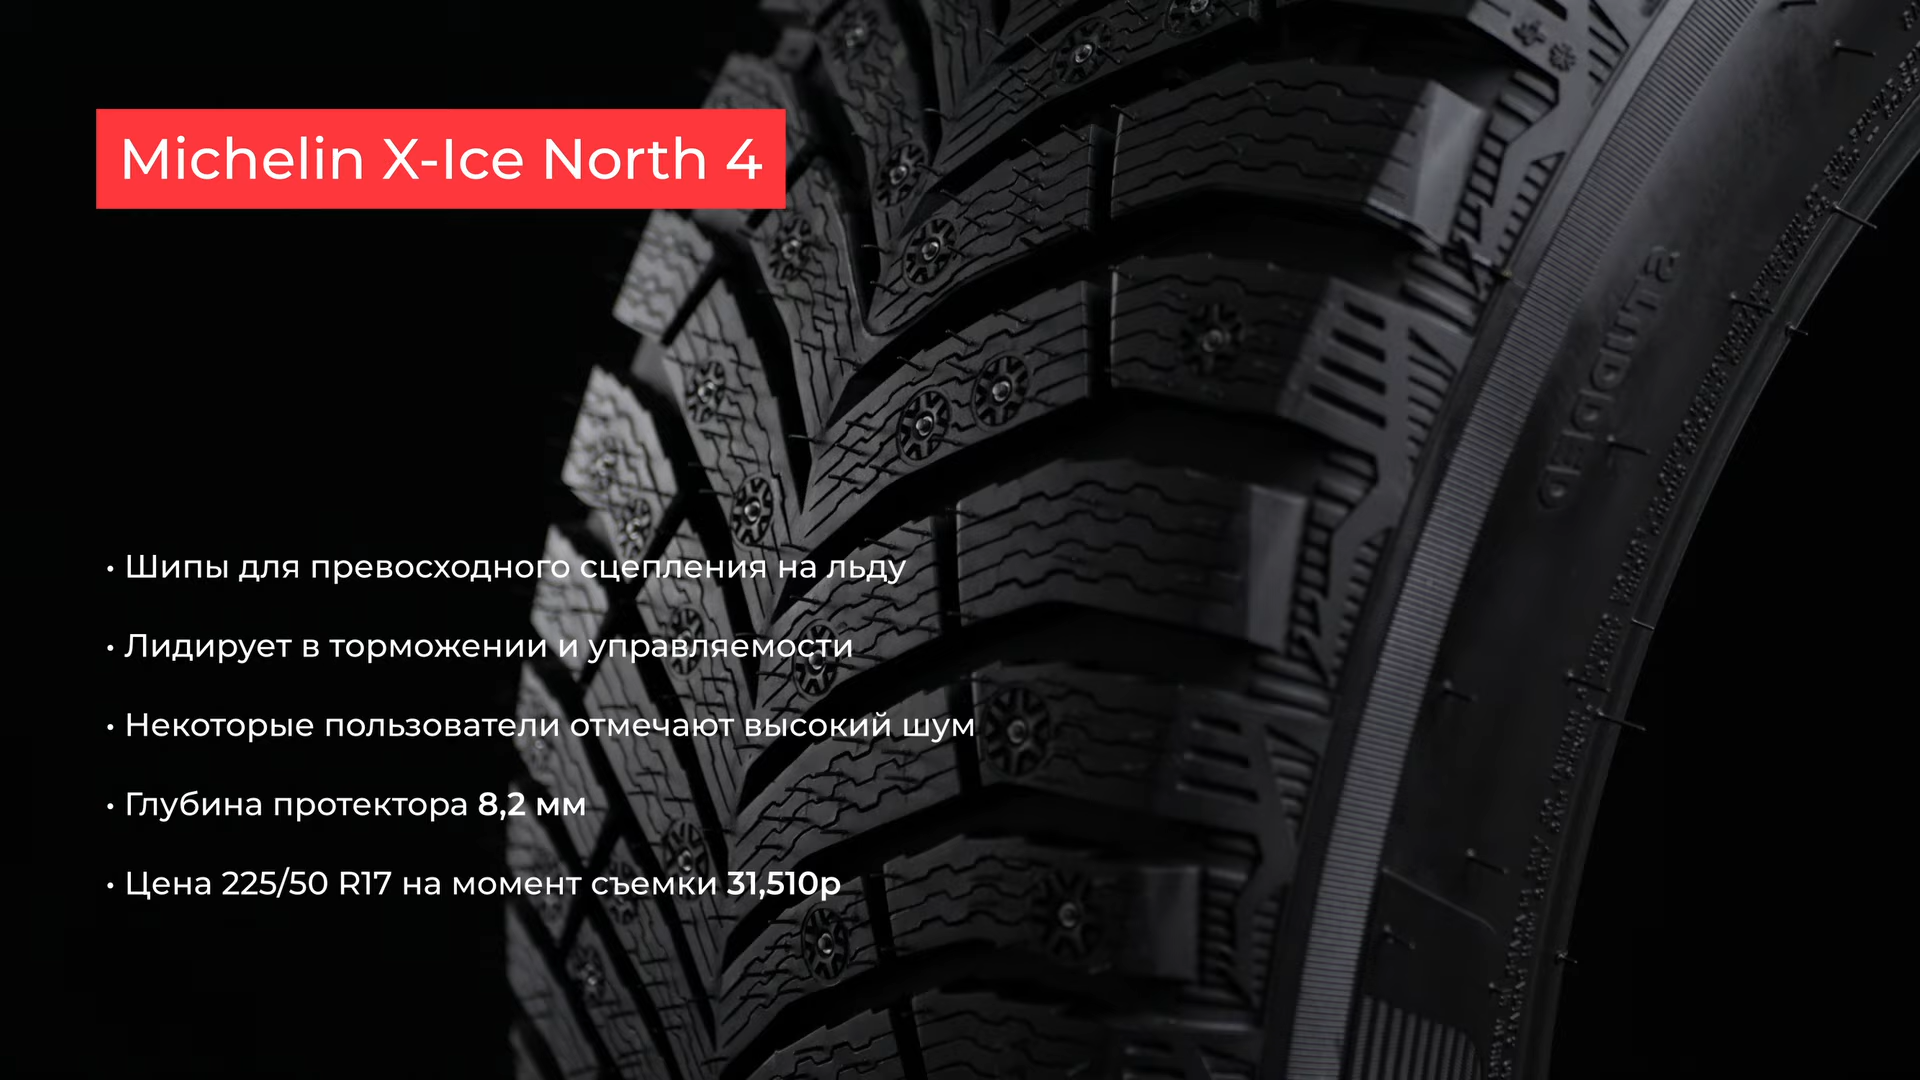 Michelin X-Ice North 4
• Шипы для превосходного сцепления на льду
• Лидирует в торможении и управляемости
• Некоторые пользователи отмечают высокий шум
• Глубина протектора 8,2 мм
• Цена 225/50 R17 на момент съемки 31,510р